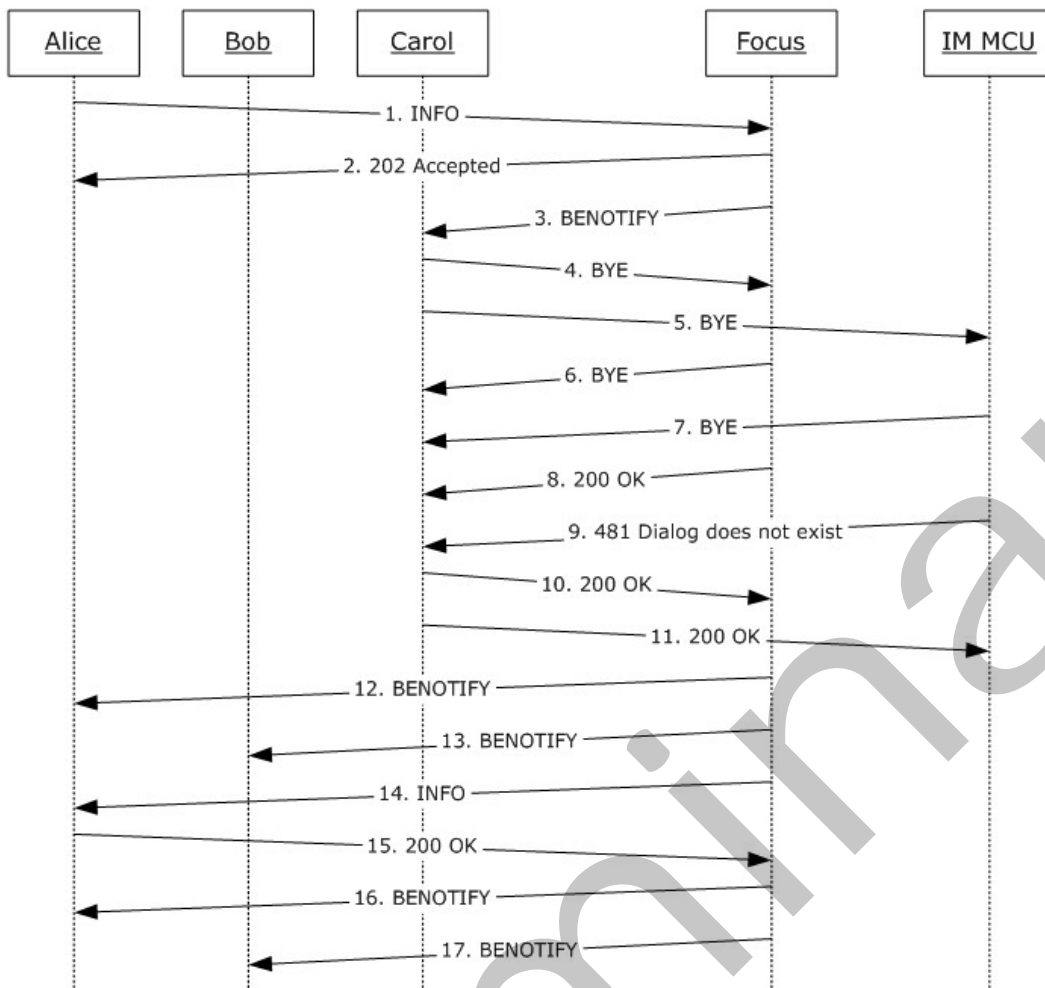 Alice
Bob
Carol
Focus
IM MCU
1. INFO
2. 202 Accepted
3. BENOTIFY
4. BYE
5. BYE
6. BYE
7. BYE
8. 200 OK
9. 481 Dialog does not exist
10. 200 OK
11. 200 OK
12. BENOTIFY
13. BENOTIFY
14. INFO
15. 200 OK
16. BENOTIFY
17. BENOTIFY
mina